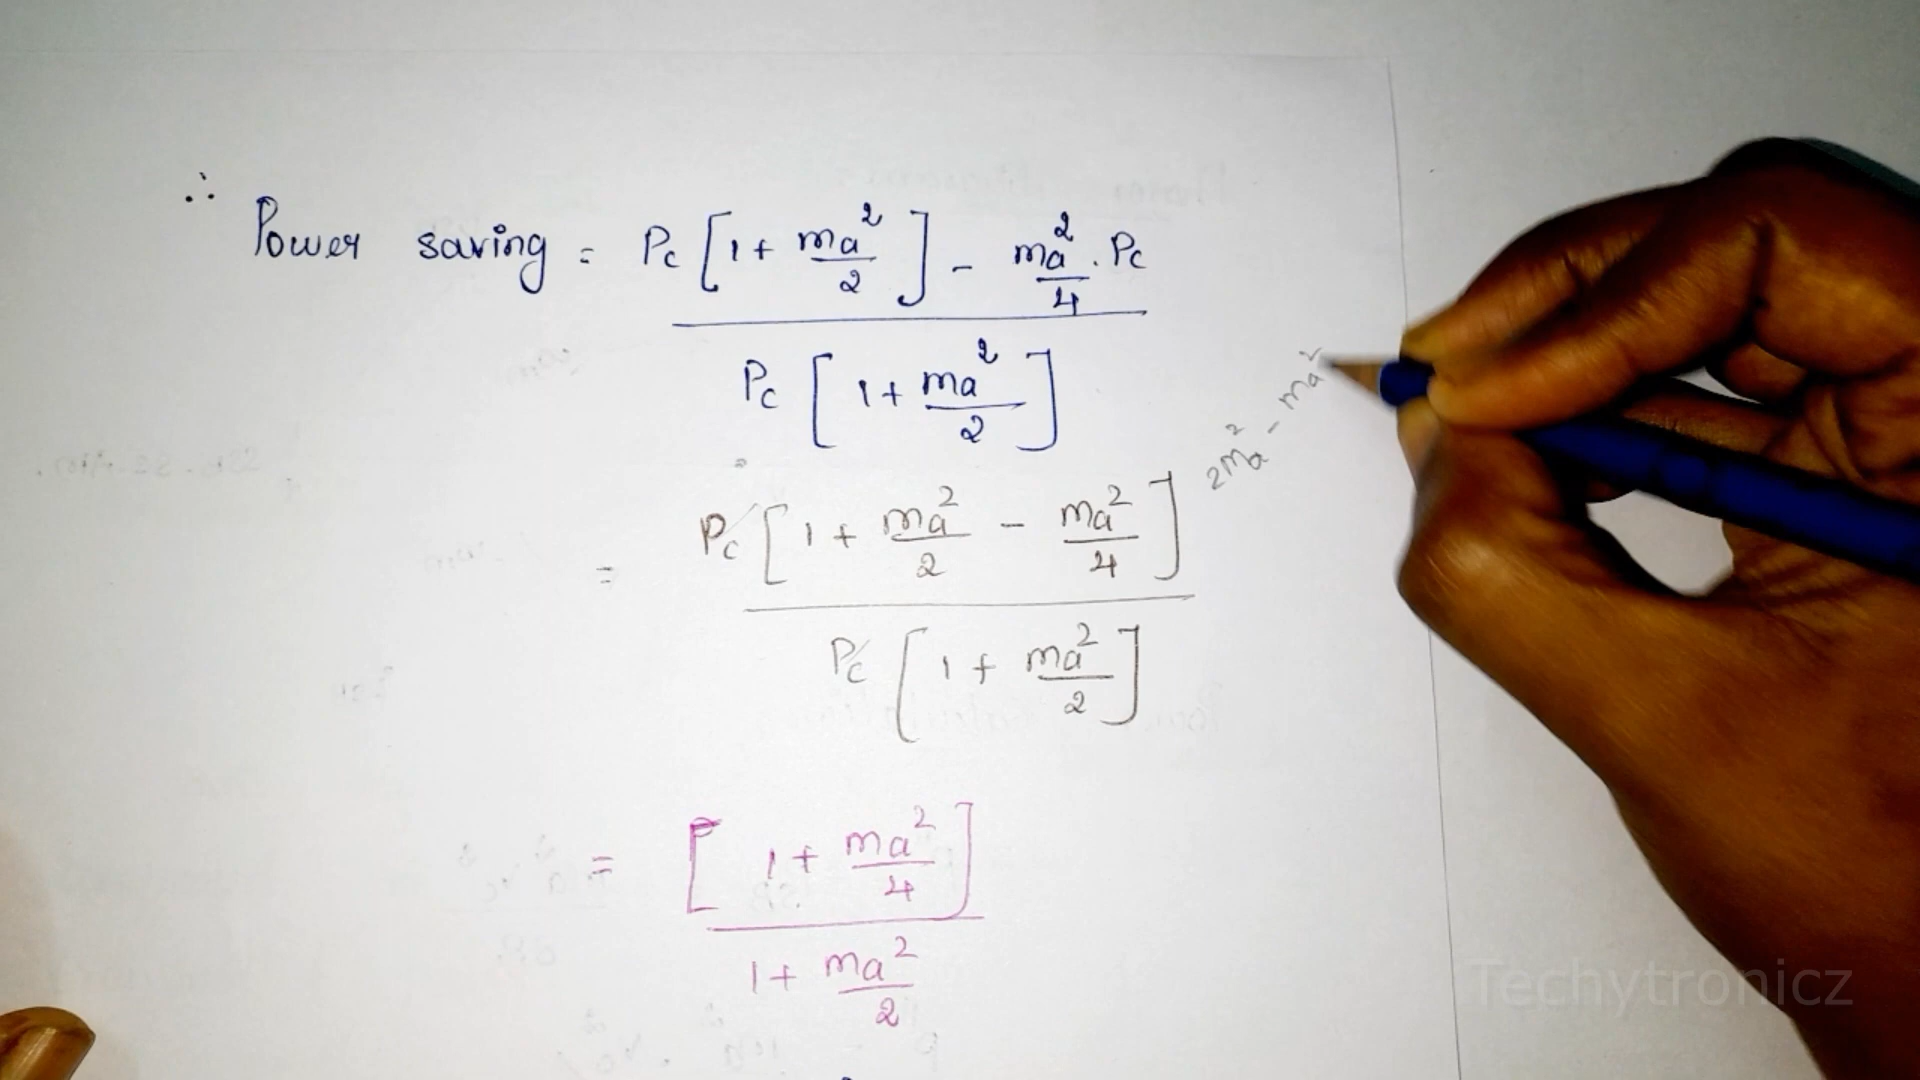 ∴
Power saving = Pc [1 + ma²/2] - ma²/4 . Pc
Pc [1 + ma²/2]
2ma² - ma²
= Pc [1 + ma²/2 - ma²/4]
Pc [1 + ma²/2]
= [1 + ma²/4]
1 + ma²/2
Techytronicz